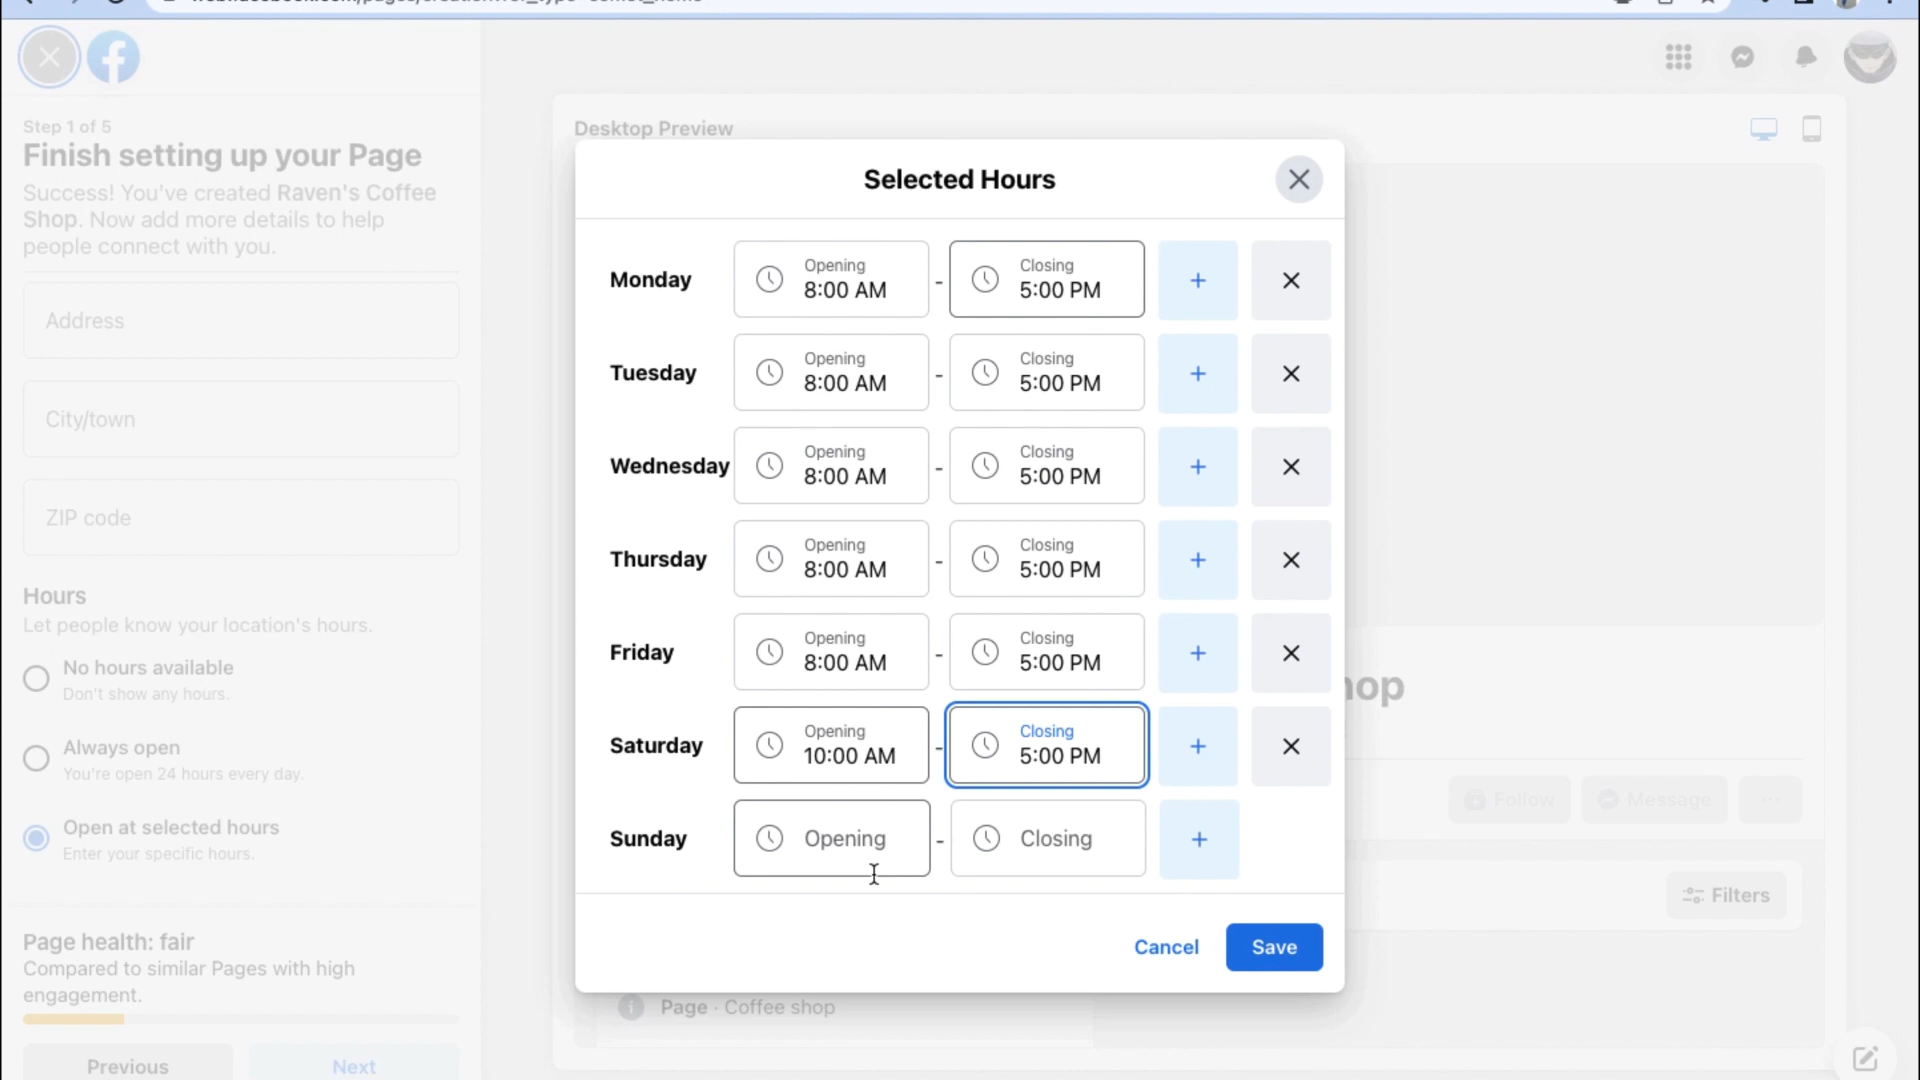 Step 1 of 5
Finish setting up your Page
Success! You've created Raven's Coffee
Shop. Now add more details to help
people connect with you.
Address
City/town
ZIP code
Hours
Let people know your location's hours.
No hours available
Don't show any hours.
Always open
You're open 24 hours every day.
Open at selected hours
Enter your specific hours.
Page health: fair
Compared to similar Pages with high
engagement.
Previous
Next
Desktop Preview
Selected Hours
Monday
Opening
8:00 AM
-
Closing
5:00 PM
+
Tuesday
Opening
8:00 AM
-
Closing
5:00 PM
+
Wednesday
Opening
8:00 AM
-
Closing
5:00 PM
+
Thursday
Opening
8:00 AM
-
Closing
5:00 PM
+
Friday
Opening
8:00 AM
-
Closing
5:00 PM
+
Saturday
Opening
10:00 AM
-
Closing
5:00 PM
+
Sunday
Opening
-
Closing
+
Cancel
Save
hop
Follow
Message
Filters
Page · Coffee shop